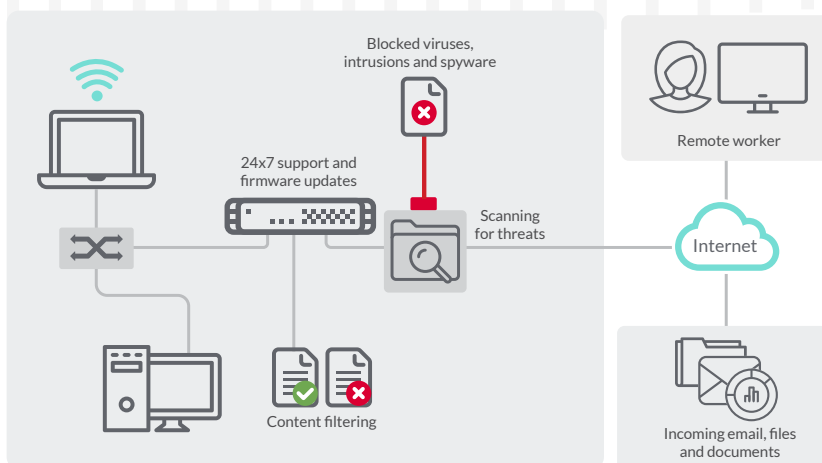 Blocked viruses,
intrusions and spyware
Remote worker
24x7 support and
firmware updates
Scanning
for threats
Internet
Content filtering
Incoming email, files
and documents